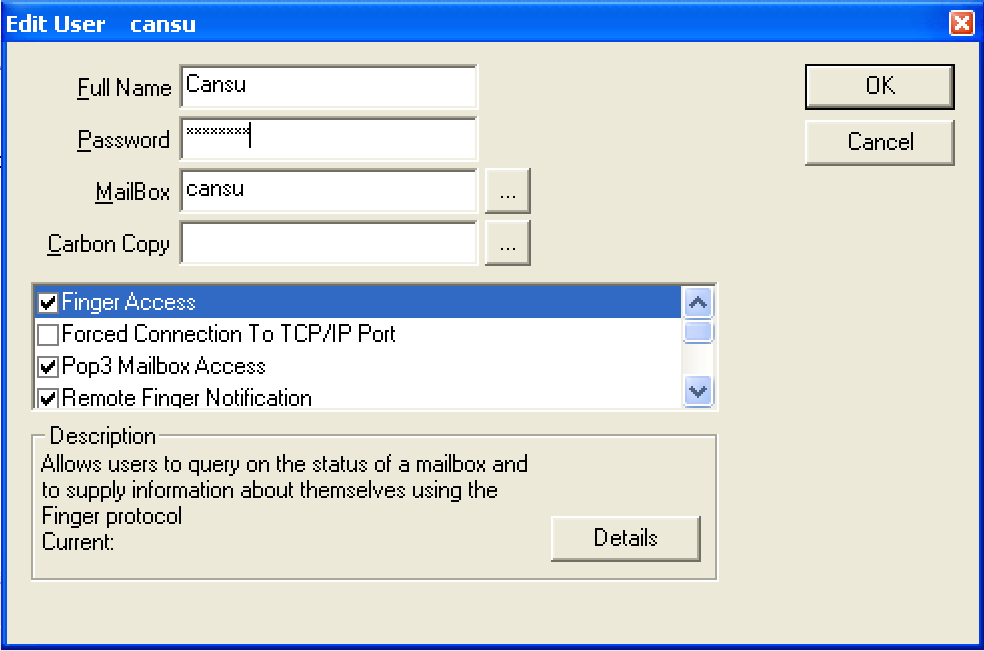 Edit User cansu
Full Name Cansu
OK
Password ********
Cancel
MailBox cansu ...
Carbon Copy ...
Finger Access
Forced Connection To TCP/IP Port
Pop3 Mailbox Access
Remote Finger Notification
Description
Allows users to query on the status of a mailbox and
to supply information about themselves using the
Finger protocol
Current:
Details